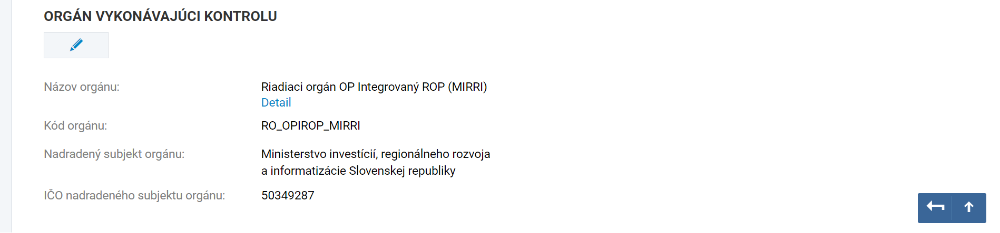 ORGÁN VYKONÁVAJÚCI KONTROLU
Názov orgánu: Riadiaci orgán OP Integrovaný ROP (MIRRI)
Detail
Kód orgánu: RO_OPIROP_MIRRI
Nadradený subjekt orgánu: Ministerstvo investícií, regionálneho rozvoja
a informatizácie Slovenskej republiky
IČO nadradeného subjektu orgánu: 50349287